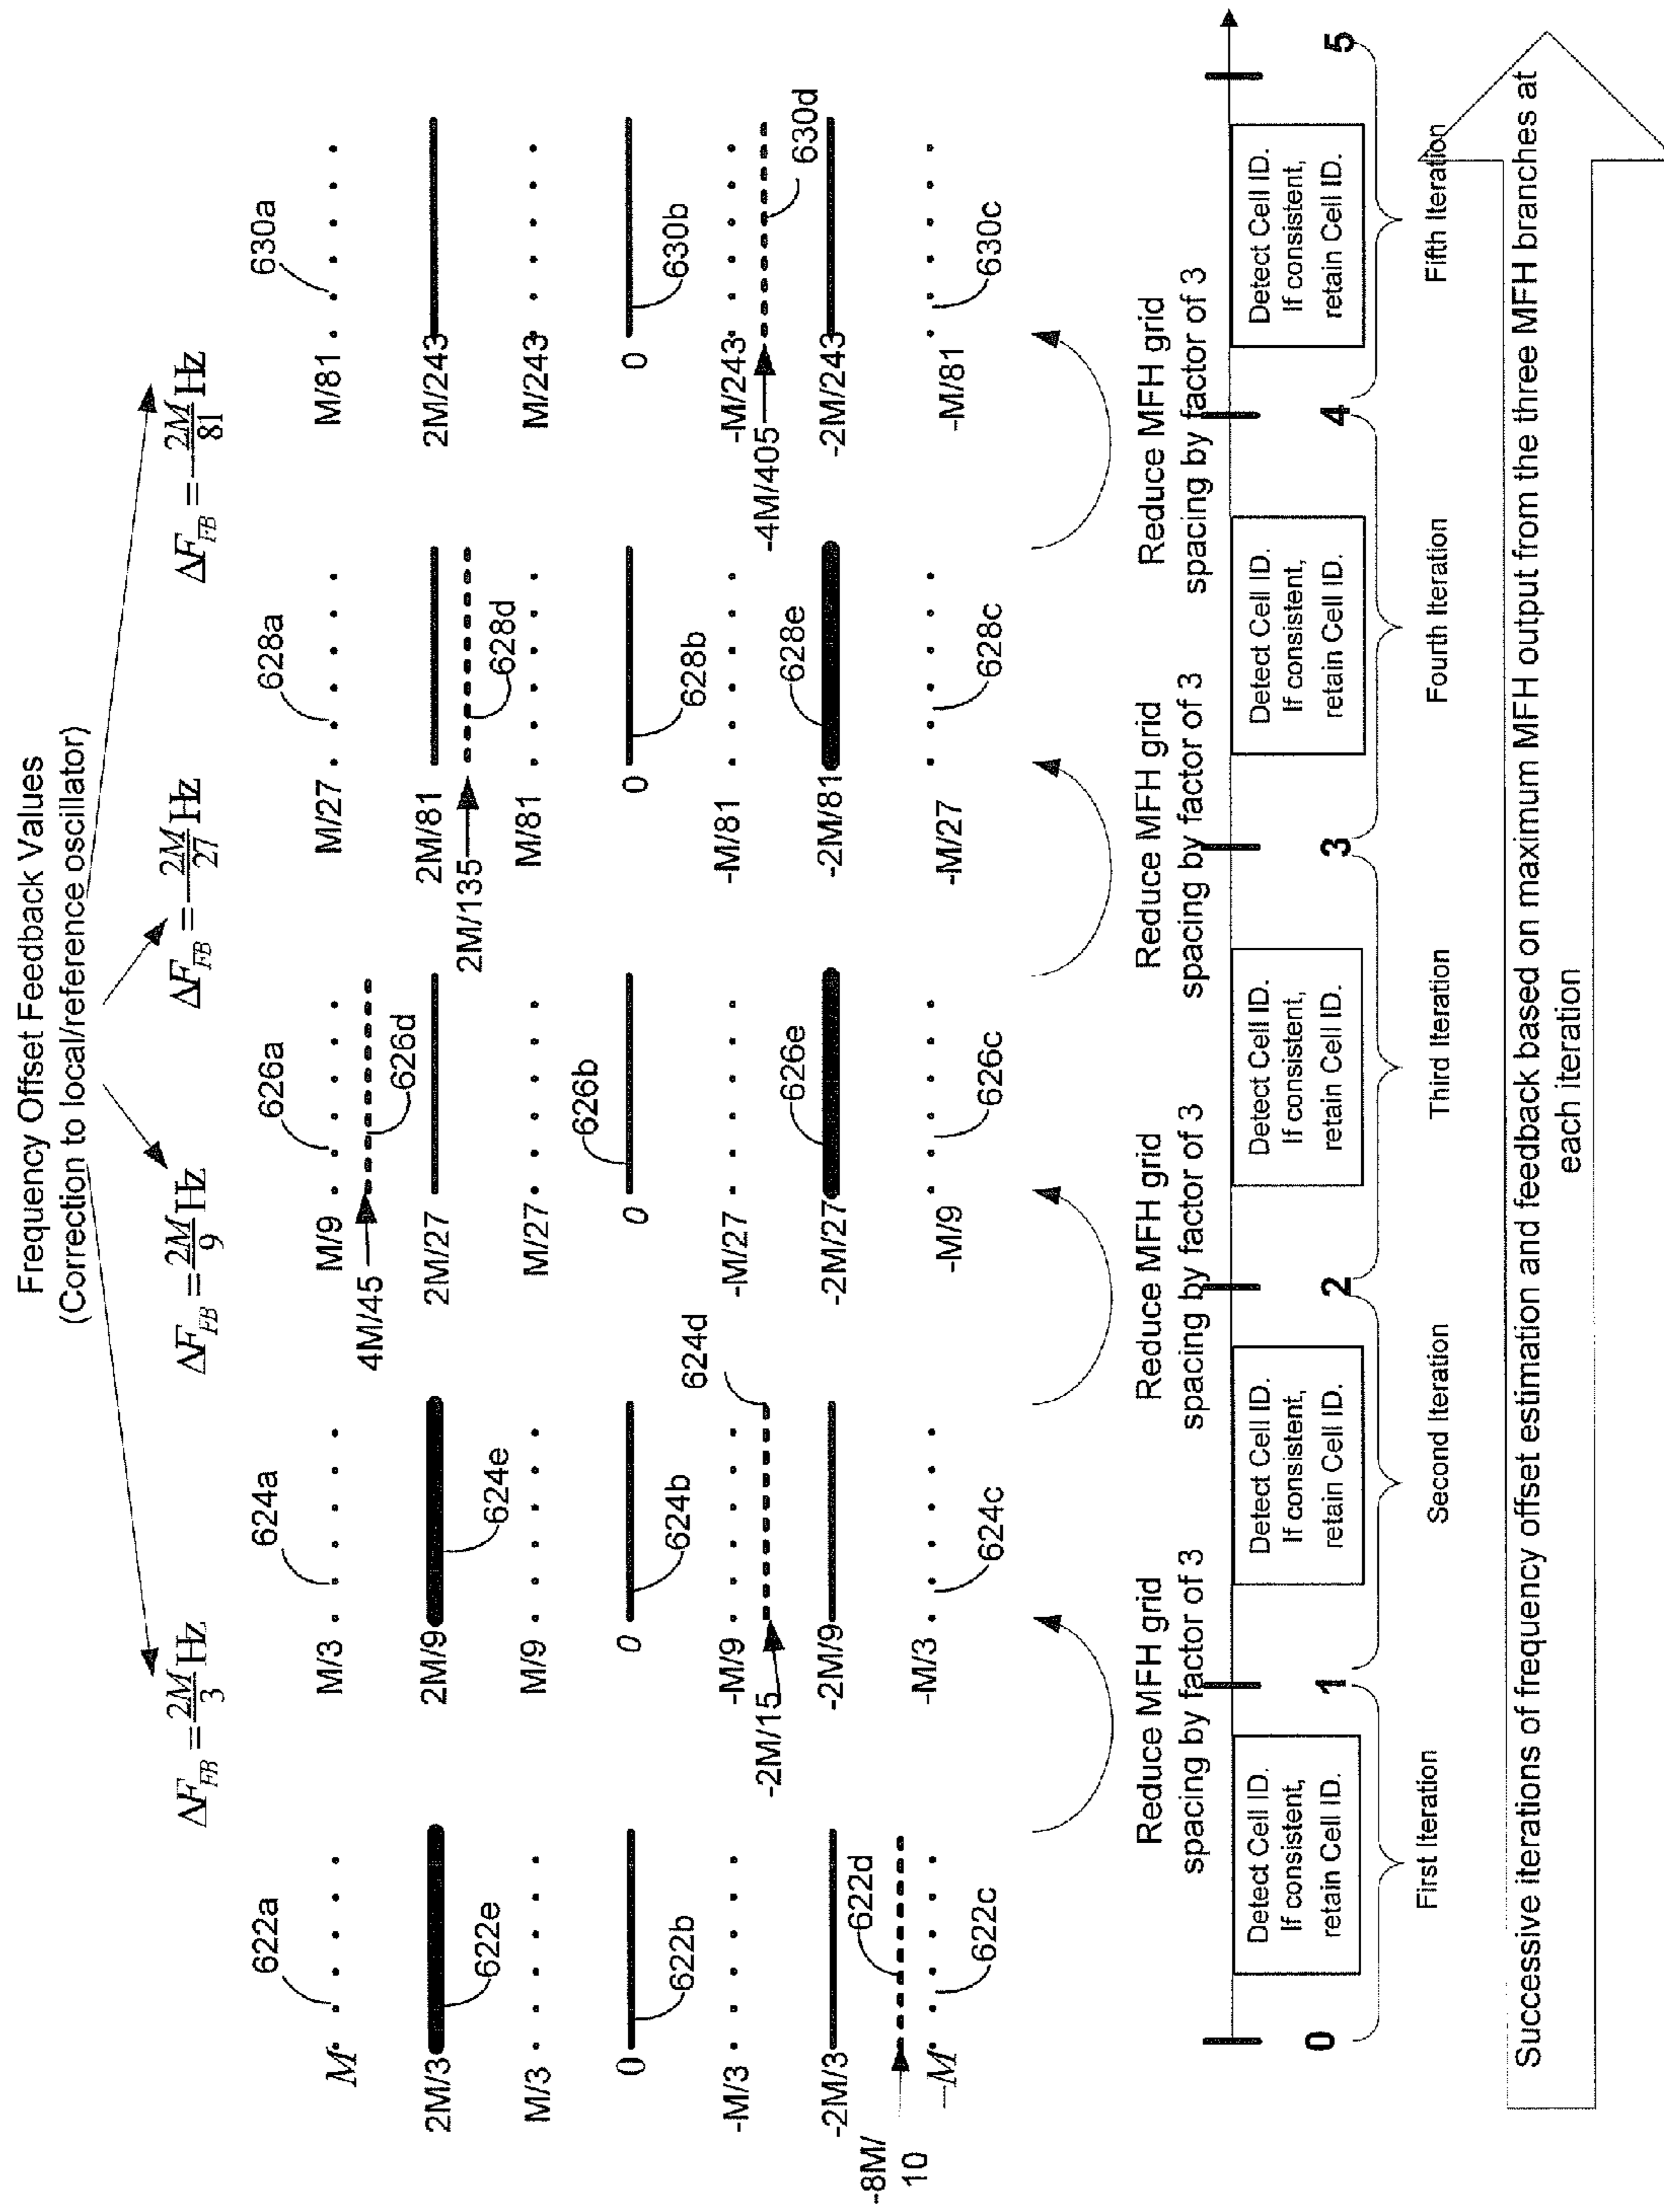 Frequency Offset Feedback Values
(Correction to local/reference oscillator)
ΔF_FB = 2M/3 Hz
ΔF_FB = 2M/9 Hz
ΔF_FB = -2M/27 Hz
ΔF_FB = -2M/81 Hz
622a
M
2M/3
622e
M/3
0
622b
-M/3
-2M/3
622d
-8M/
10
-M
622c
624a
M/3
2M/9
624e
M/9
0
624b
624d
-M/9
-2M/15
-2M/9
-M/3
624c
626a
M/9
4M/45
626d
2M/27
M/27
0
626b
-M/27
626e
-2M/27
-M/9
626c
628a
M/27
2M/81
2M/135
628d
M/81
0
628b
-M/81
628e
-2M/81
-M/27
628c
630a
M/81
2M/243
M/243
0
630b
-M/243
-4M/405
630d
-2M/243
-M/81
630c
Reduce MFH grid
spacing by factor of 3
Reduce MFH grid
spacing by factor of 3
Reduce MFH grid
spacing by factor of 3
Reduce MFH grid
spacing by factor of 3
Detect Cell ID.
If consistent,
retain Cell ID.
Detect Cell ID.
If consistent,
retain Cell ID.
Detect Cell ID.
If consistent,
retain Cell ID.
Detect Cell ID.
If consistent,
retain Cell ID.
Detect Cell ID.
If consistent,
retain Cell ID.
0
1
2
3
4
5
First Iteration
Second Iteration
Third Iteration
Fourth Iteration
Fifth Iteration
Successive iterations of frequency offset estimation and feedback based on maximum MFH output from the three MFH branches at
each iteration